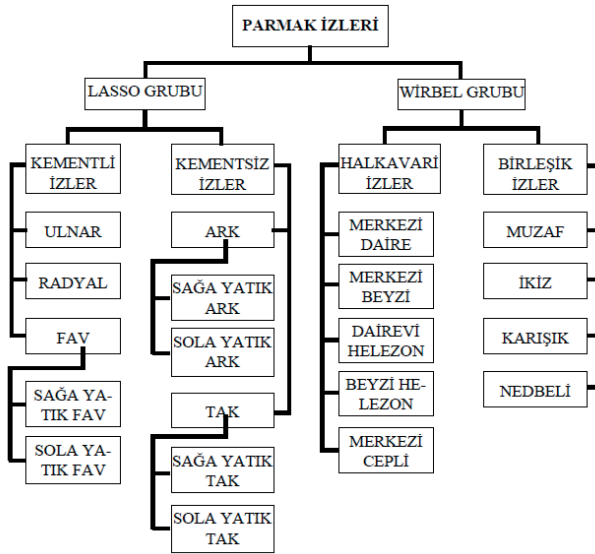 PARMAK İZLERİ
LASSO GRUBU
WİRBEL GRUBU
KEMENTLİ
İZLER
KEMENTSİZ
İZLER
HALKAVARİ
İZLER
BİRLEŞİK
İZLER
ULNAR
RADYAL
FAV
SAĞA YA-
TIK FAV
SOLA YA-
TIK FAV
ARK
SAĞA YATIK
ARK
SOLA YATIK
ARK
TAK
SAĞA YATIK
TAK
SOLA YATIK
TAK
MERKEZİ
DAİRE
MERKEZİ
BEYZİ
DAİREVİ
HELEZON
BEYZİ HE-
LEZON
MERKEZİ
CEPLİ
MUZAF
İKİZ
KARIŞIK
NEDBELİ